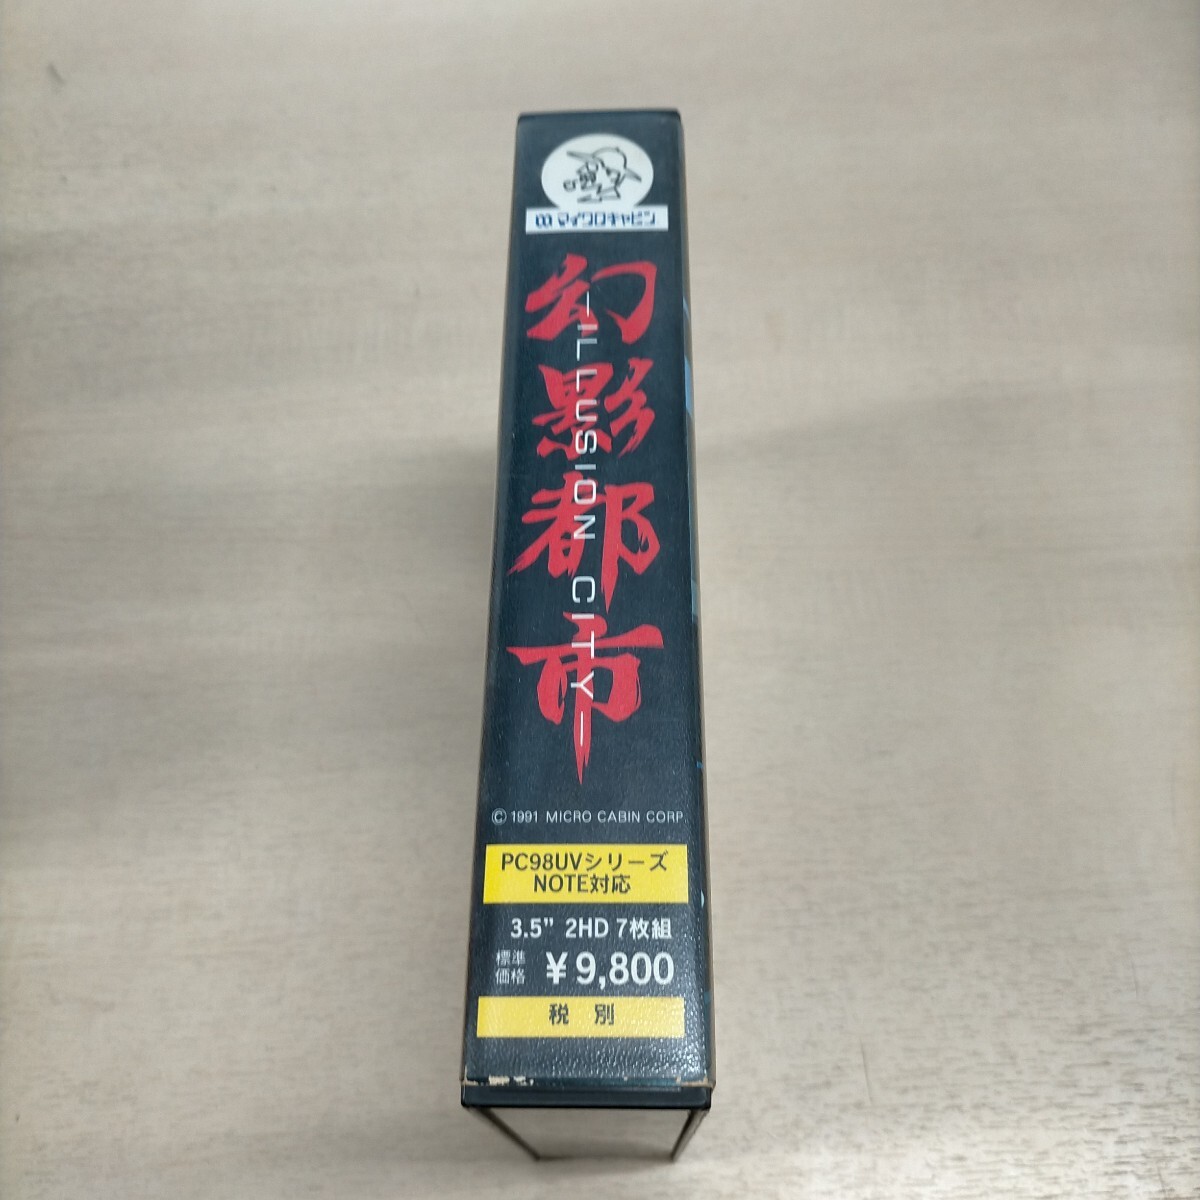 マイクロキャビン
幻影都市
—ILLUSION CITY—
© 1991 MICRO CABIN CORP
PC98UVシリーズ
NOTE対応
3.5” 2HD 7枚組
標準
価格 ¥9,800
税 別